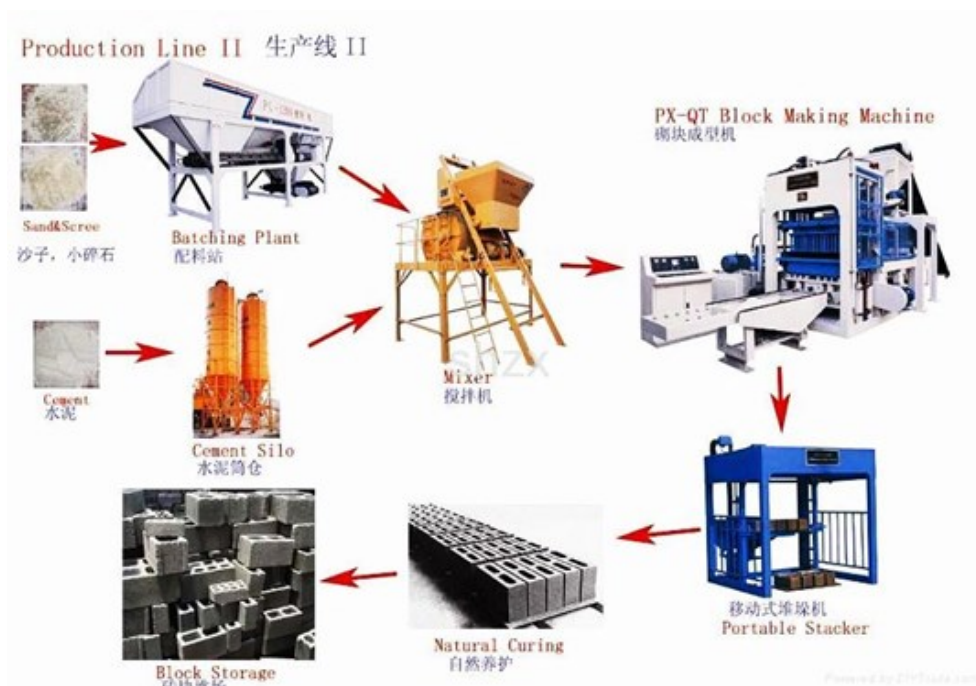 Production Line II 生产线 II
PX-QT Block Making Machine
砌块成型机
Sand&Scree
沙子，小碎石
Batching Plant
配料站
Cement
水泥
Cement Silo
水泥筒仓
Mixer
搅拌机
移动式堆垛机
Portable Stacker
Natural Curing
自然养护
Block Storage